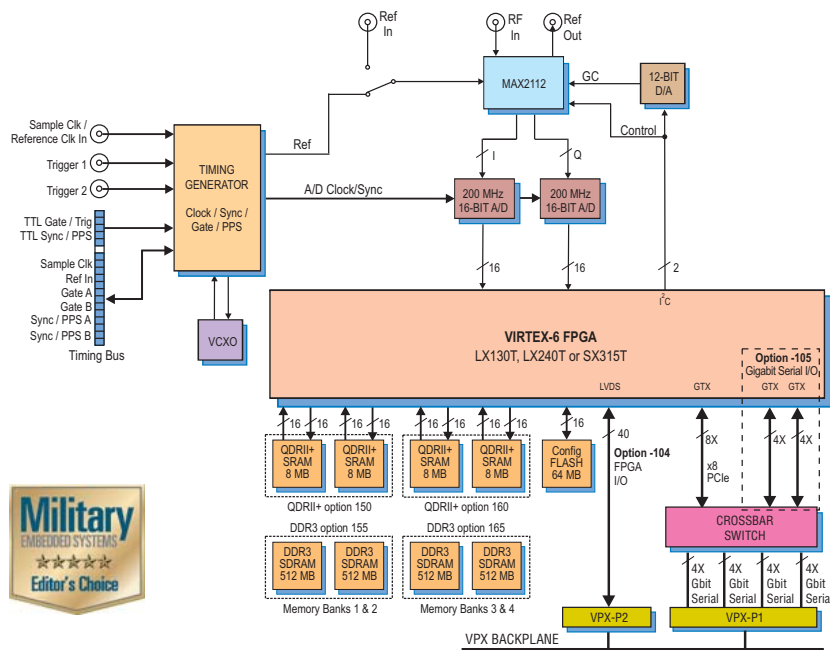 Ref
In
RF
In
Ref
Out
MAX2112
GC
12-BIT
D/A
Control
Sample Clk /
Reference Clk In
Trigger 1
Trigger 2
TTL Gate / Trig
TTL Sync / PPS
Sample Clk
Ref In
Gate A
Gate B
Sync / PPS A
Sync / PPS B
Timing Bus
TIMING
GENERATOR
Clock / Sync /
Gate / PPS
VCXO
Ref
A/D Clock/Sync
I
Q
200 MHz
16-BIT A/D
200 MHz
16-BIT A/D
16
16
2
I2C
VIRTEX-6 FPGA
LX130T, LX240T or SX315T
LVDS
GTX
Option -105
Gigabit Serial I/O
GTX
GTX
16
16
16
16
16
16
16
16
16
40
8X
4X
4X
QDRII+
SRAM
8 MB
QDRII+
SRAM
8 MB
QDRII+
SRAM
8 MB
QDRII+
SRAM
8 MB
Config
FLASH
64 MB
Option -104
FPGA
I/O
x8
PCIe
QDRII+ option 150
QDRII+ option 160
DDR3 option 155
DDR3 option 165
DDR3
SDRAM
512 MB
DDR3
SDRAM
512 MB
DDR3
SDRAM
512 MB
DDR3
SDRAM
512 MB
Memory Banks 1 & 2
Memory Banks 3 & 4
CROSSBAR
SWITCH
4X
Gbit
Serial
4X
Gbit
Serial
4X
Gbit
Serial
4X
Gbit
Serial
VPX-P2
VPX-P1
VPX BACKPLANE
Military
EMBEDDED SYSTEMS
Editor's Choice